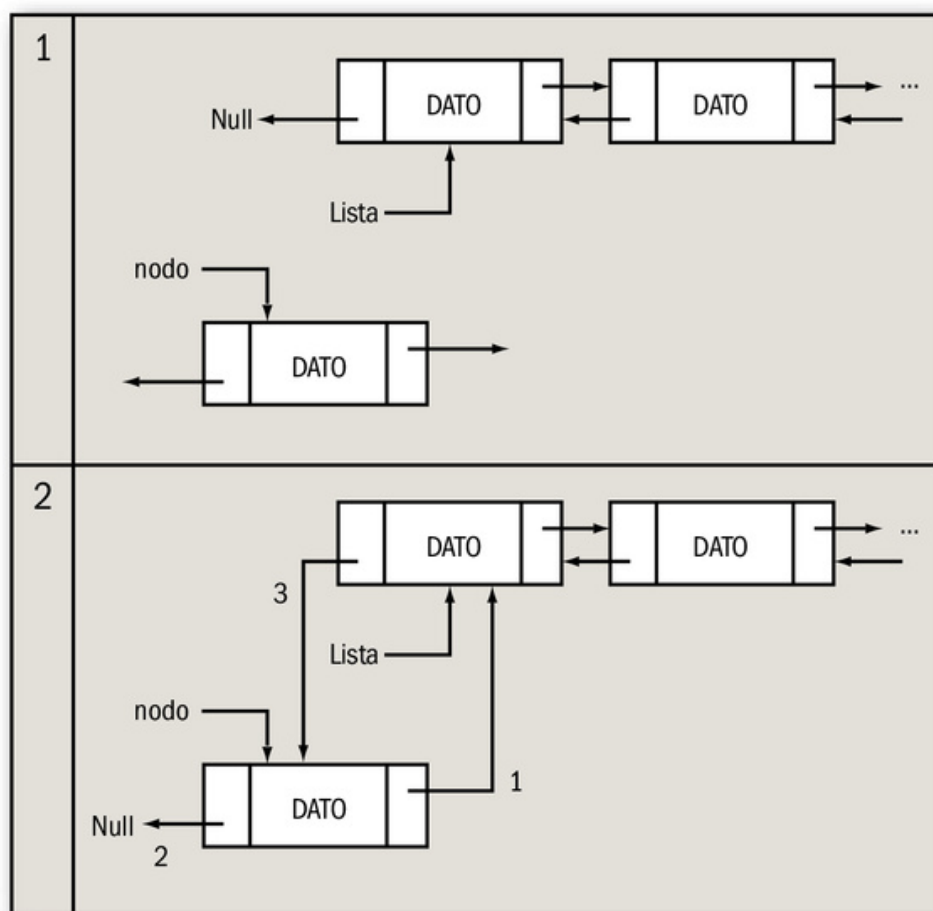 1
DATO
DATO
...
Null
Lista
nodo
DATO
2
DATO
DATO
...
3
Lista
nodo
1
DATO
Null
2